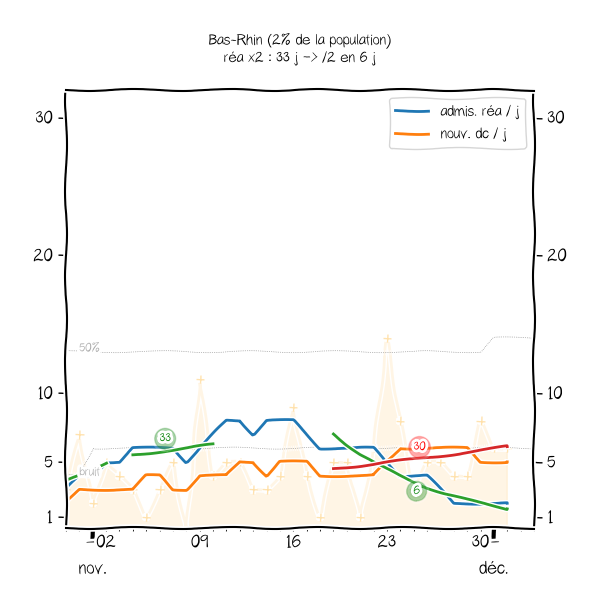 Bas-Rhin (2% de la population)
réa x2 : 33 j -> /2 en 6 j
admis. réa / j
nouv. dc / j
30
30
20
20
50%
10
10
33
30
5
5
bruit
6
1
1
02
09
16
23
30
nov.
déc.